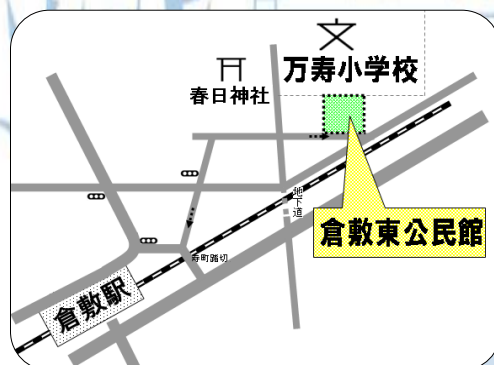 万寿小学校
春日神社
地下道
倉敷東公民館
寿町踏切
倉敷駅